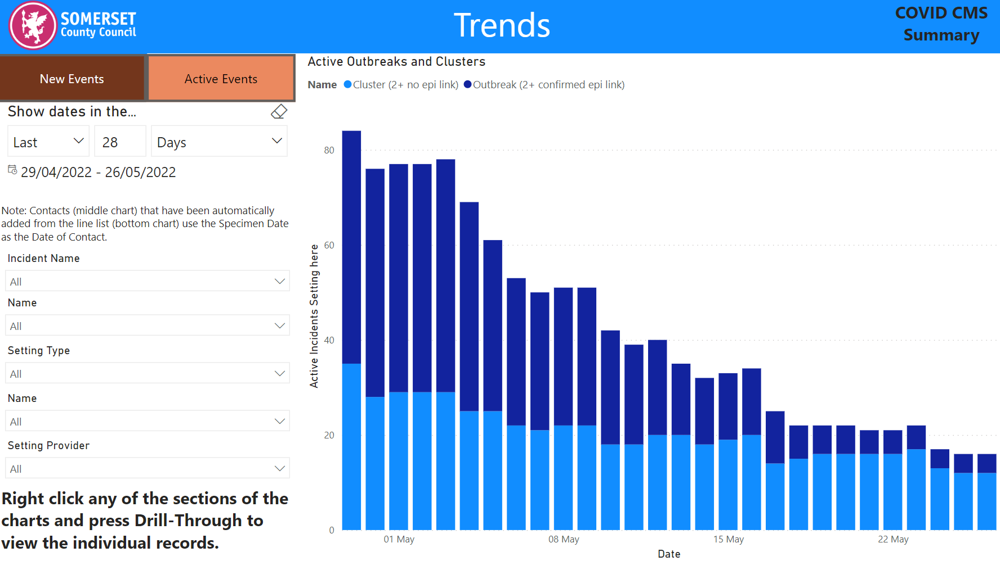 SOMERSET
County Council
Trends
COVID CMS
Summary
New Events
Active Events
Show dates in the...
Last
28
Days
29/04/2022 - 26/05/2022
Note: Contacts (middle chart) that have been automatically
added from the line list (bottom chart) use the Specimen Date
as the Date of Contact.
Incident Name
All
Name
All
Setting Type
All
Name
All
Setting Provider
All
Right click any of the sections of the
charts and press Drill-Through to
view the individual records.
Active Outbreaks and Clusters
Name Cluster (2+ no epi link) Outbreak (2+ confirmed epi link)
Active Incidents Setting here
80
60
40
20
0
01 May
08 May
15 May
22 May
Date